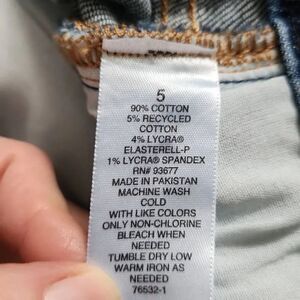 5
90% COTTON
5% RECYCLED
COTTON
4% LYCRA®
ELASTERELL-P
1% LYCRA® SPANDEX
RN# 93677
MADE IN PAKISTAN
MACHINE WASH
COLD
WITH LIKE COLORS
ONLY NON-CHLORINE
BLEACH WHEN
NEEDED
TUMBLE DRY LOW
WARM IRON AS
NEEDED
76532-1